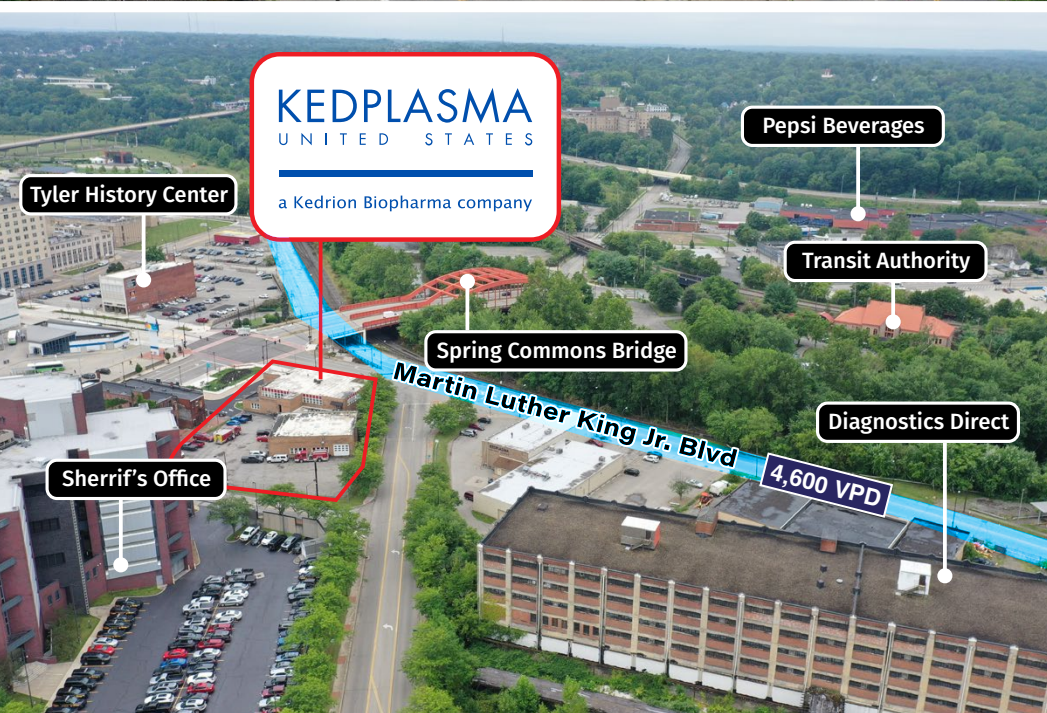 KEDPLASMA
UNITED STATES
a Kedrion Biopharma company
Pepsi Beverages
Tyler History Center
Transit Authority
Spring Commons Bridge
Martin Luther King Jr. Blvd
4,600 VPD
Diagnostics Direct
Sherrif's Office